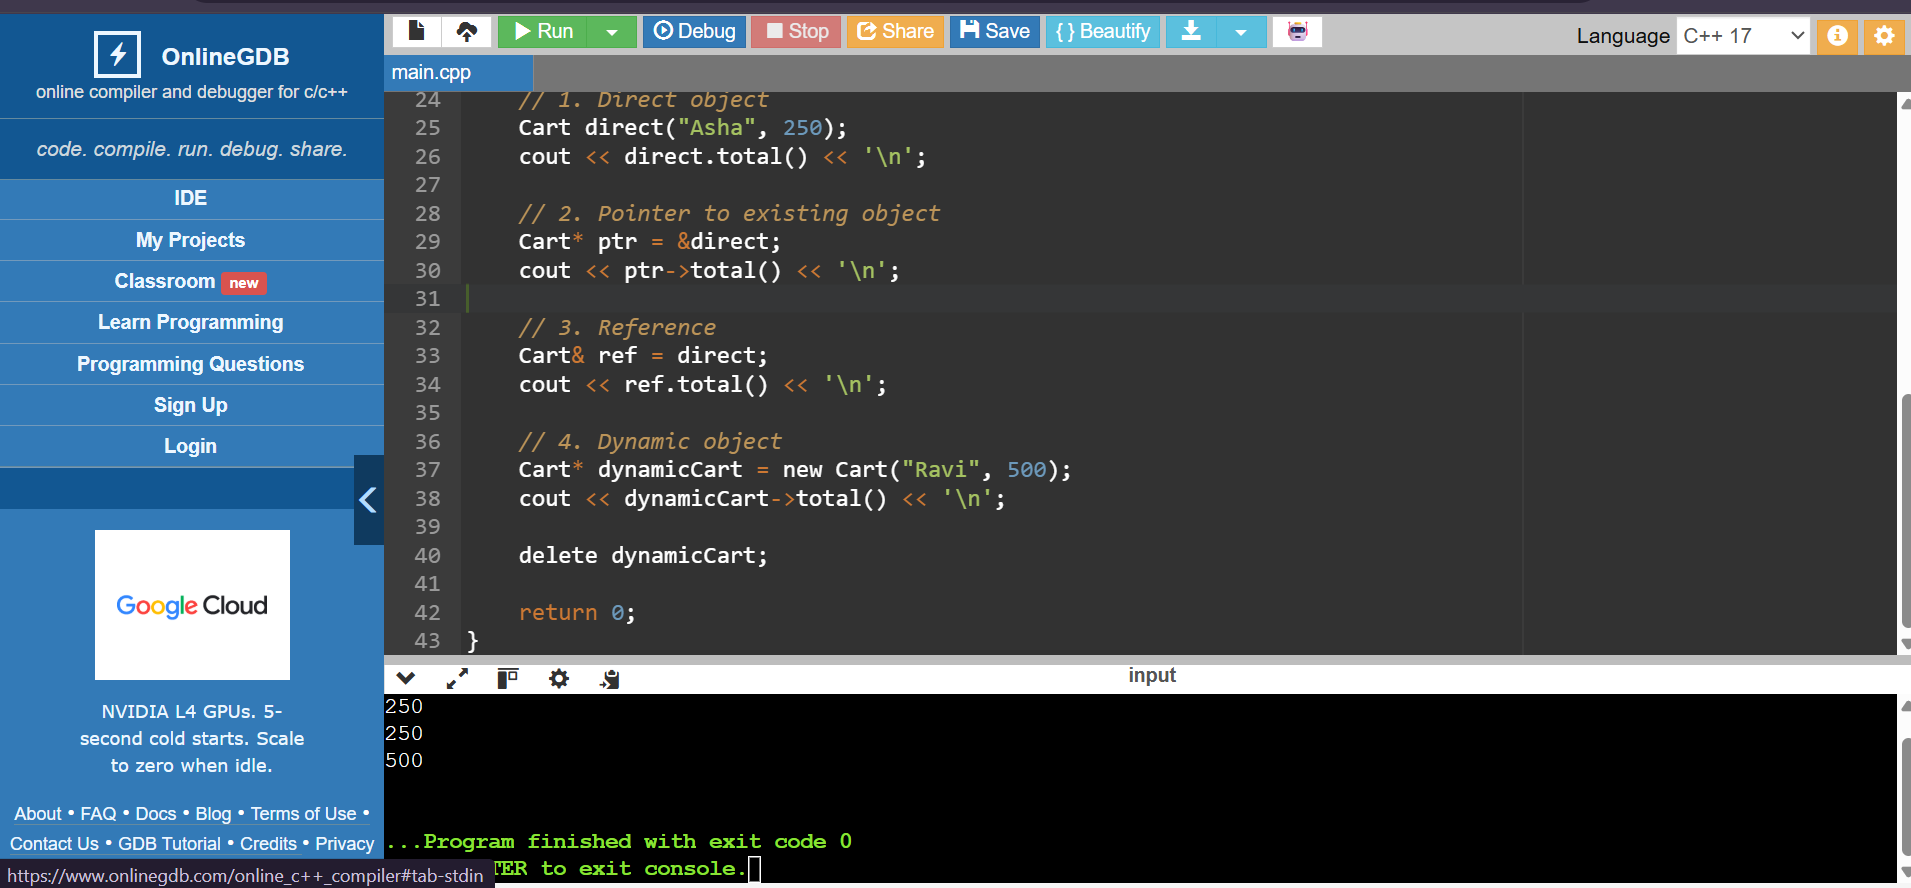 OnlineGDB
online compiler and debugger for c/c++
code. compile. run. debug. share.
IDE
My Projects
Classroom new
Learn Programming
Programming Questions
Sign Up
Login
Google Cloud
NVIDIA L4 GPUs. 5-
second cold starts. Scale
to zero when idle.
About • FAQ • Docs • Blog • Terms of Use •
Contact Us • GDB Tutorial • Credits • Privacy
https://www.onlinegdb.com/online_c++_compiler#tab-stdin
Run Debug Stop Share Save {} Beautify Language C++ 17
main.cpp
24     // 1. Direct object
25     Cart direct("Asha", 250);
26     cout << direct.total() << '\n';
27
28     // 2. Pointer to existing object
29     Cart* ptr = &direct;
30     cout << ptr->total() << '\n';
31
32     // 3. Reference
33     Cart& ref = direct;
34     cout << ref.total() << '\n';
35
36     // 4. Dynamic object
37     Cart* dynamicCart = new Cart("Ravi", 500);
38     cout << dynamicCart->total() << '\n';
39
40     delete dynamicCart;
41
42     return 0;
43 }
input
250
250
500
...Program finished with exit code 0
TER to exit console.